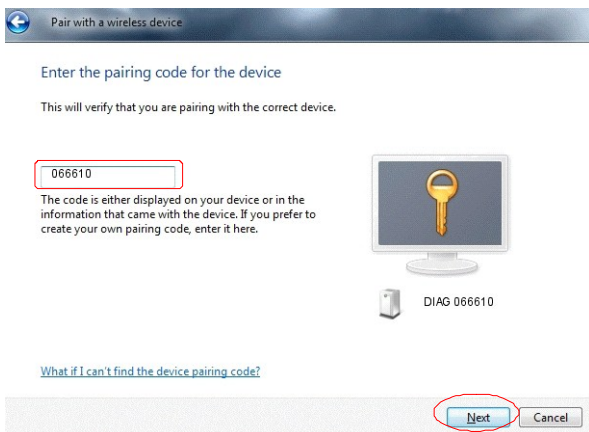 Pair with a wireless device
Enter the pairing code for the device
This will verify that you are pairing with the correct device.
066610
The code is either displayed on your device or in the
information that came with the device. If you prefer to
create your own pairing code, enter it here.
DIAG 066610
What if I can't find the device pairing code?
Next
Cancel